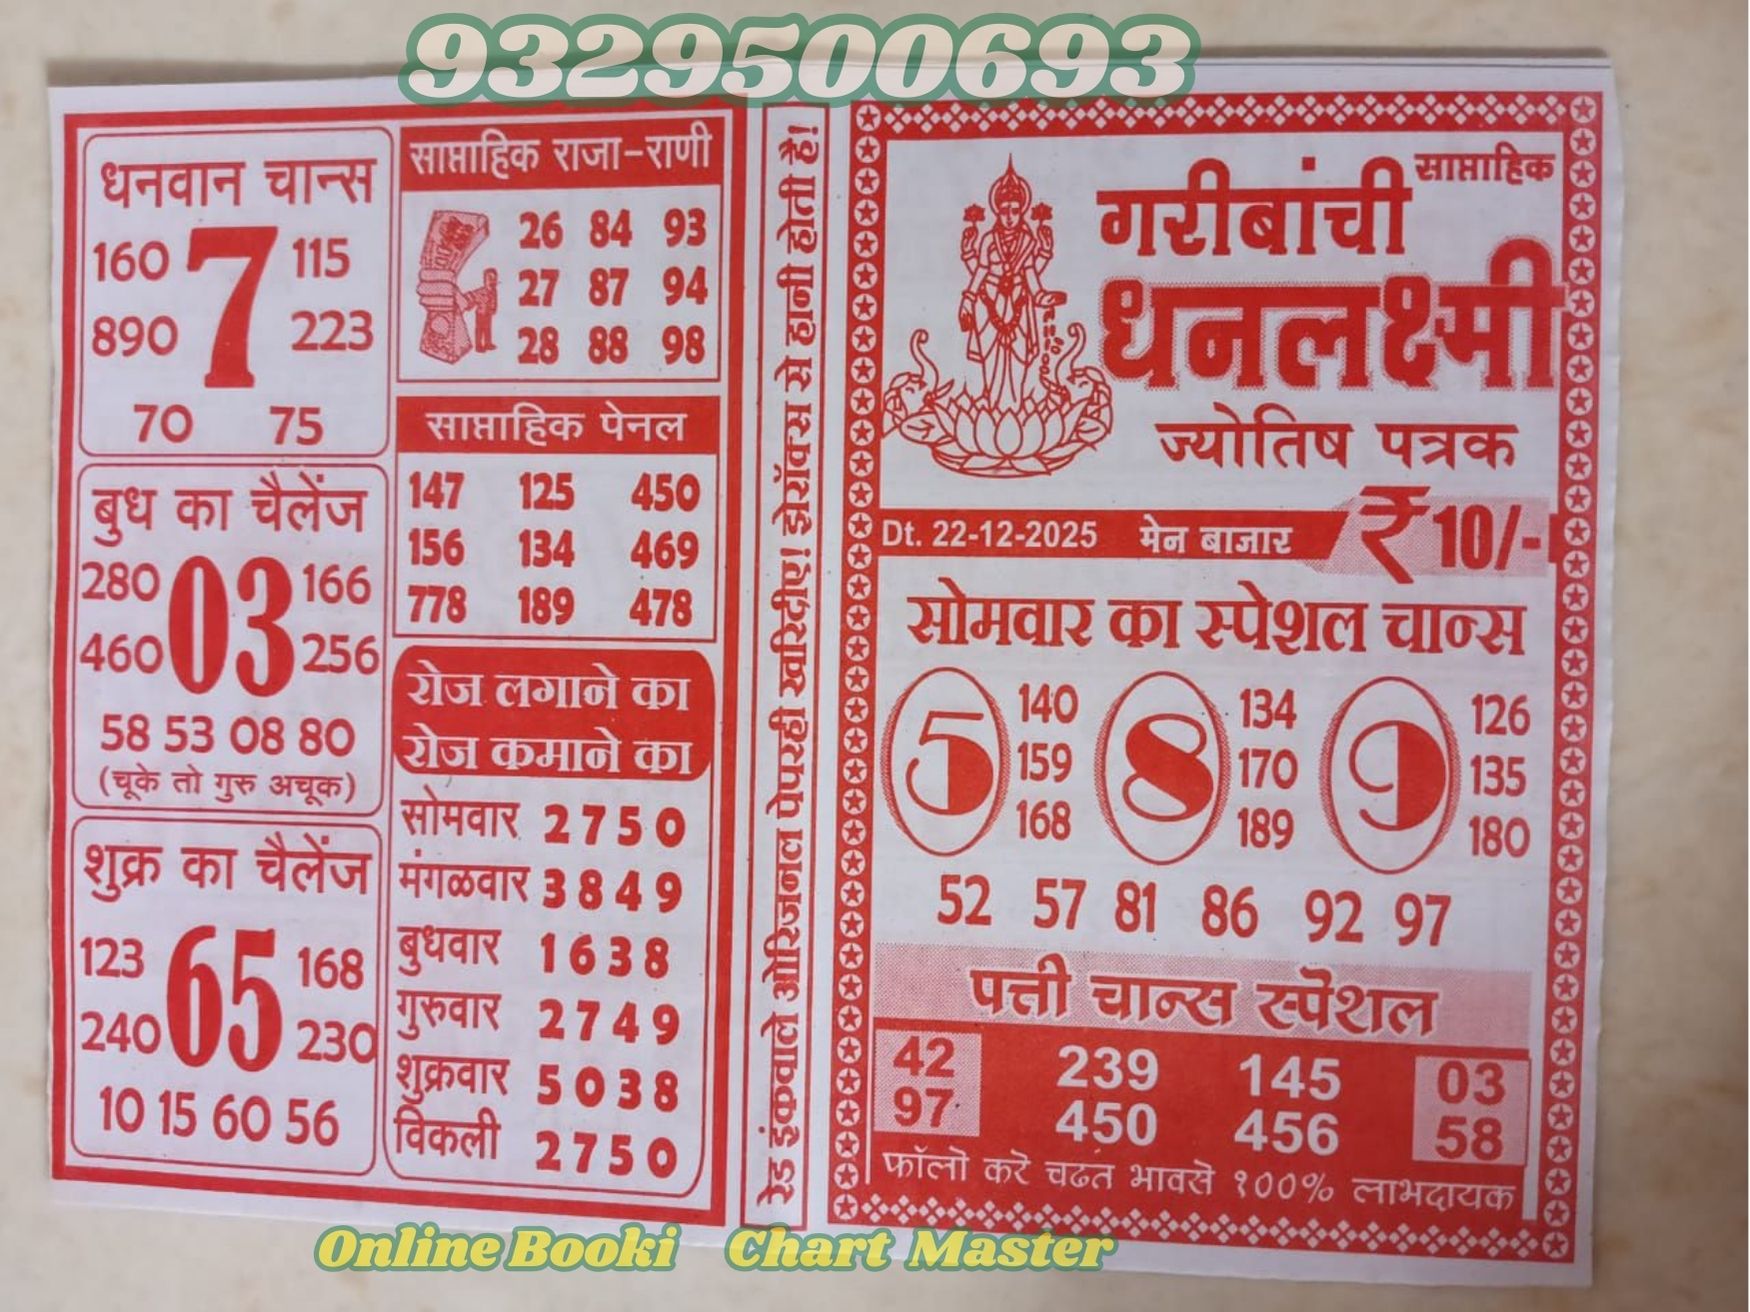 9329500693
धनवान चान्स
160 7 115
890 223
70 75
बुध का चैलेंज
280 03 166
460 256
58 53 08 80
(चूके तो गुरु अचूक)
शुक्र का चैलेंज
123 65 168
240 230
10 15 60 56
साप्ताहिक राजा-राणी
26 84 93
27 87 94
28 88 98
साप्ताहिक पेनल
147 125 450
156 134 469
778 189 478
रोज लगाने का
रोज कमाने का
सोमवार 2750
मंगळवार 3849
बुधवार 1638
गुरुवार 2749
शुक्रवार 5038
विकली 2750
रेड इंकवाले ओरिजनल पेपरही खरिदीए! झेरॉक्स से हानी होती है!
साप्ताहिक
गरीबांची
धनलक्ष्मी
ज्योतिष पत्रक
Dt. 22-12-2025 मेन बाजार ₹10/-
सोमवार का स्पेशल चान्स
5 140 8 134 9 126
159 170 135
168 189 180
52 57 81 86 92 97
पत्ती चान्स स्पेशल
42 239 145 03
97 450 456 58
फॉलो करे चढत भावसे १००% लाभदायक
Online Booki Chart Master